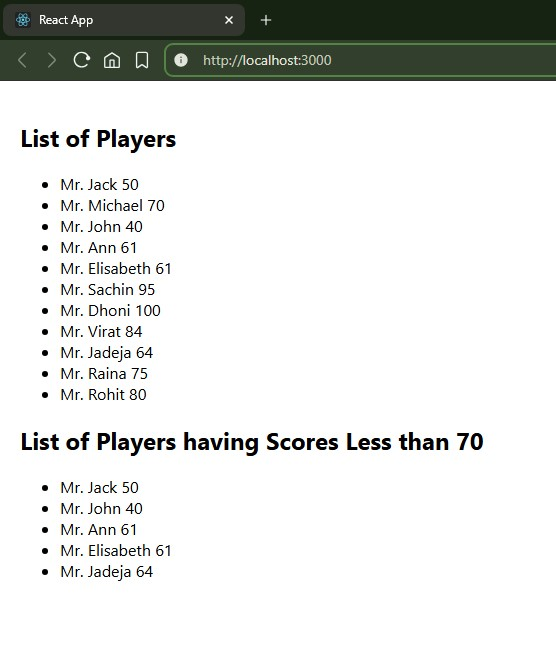 React App
http://localhost:3000
List of Players
Mr. Jack 50
Mr. Michael 70
Mr. John 40
Mr. Ann 61
Mr. Elisabeth 61
Mr. Sachin 95
Mr. Dhoni 100
Mr. Virat 84
Mr. Jadeja 64
Mr. Raina 75
Mr. Rohit 80
List of Players having Scores Less than 70
Mr. Jack 50
Mr. John 40
Mr. Ann 61
Mr. Elisabeth 61
Mr. Jadeja 64